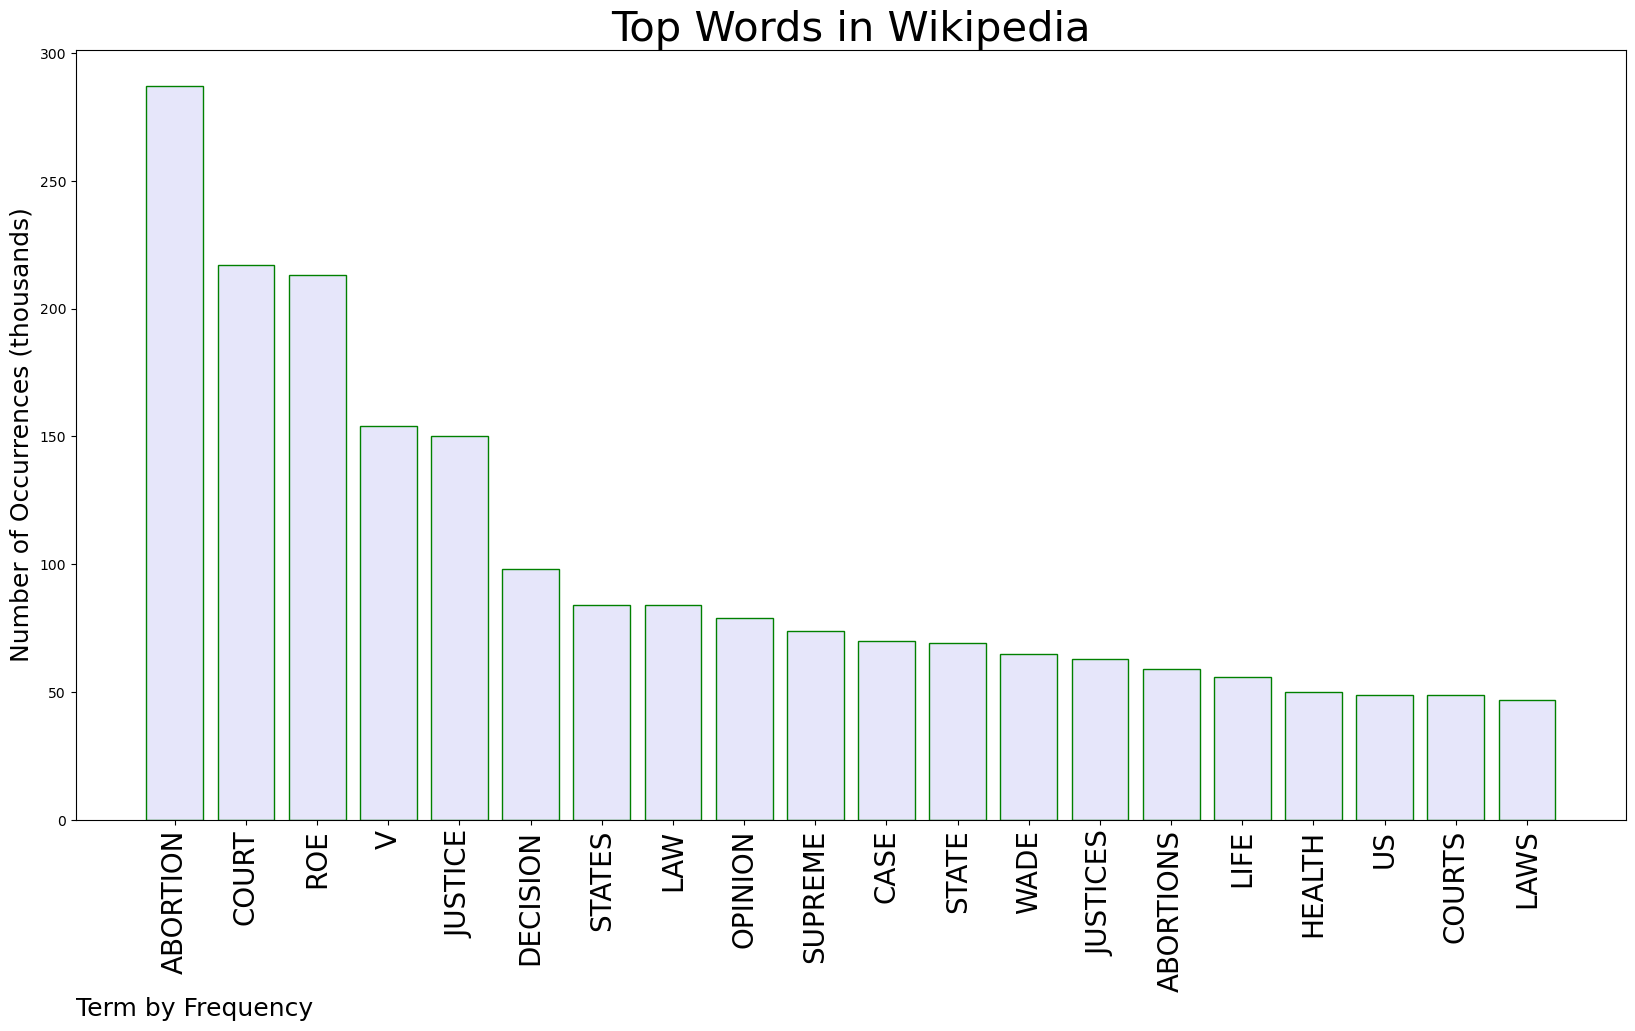 Top Words in Wikipedia
Number of Occurrences (thousands)
300
250
200
150
100
50
0
ABORTION
COURT
ROE
V
JUSTICE
DECISION
STATES
LAW
OPINION
SUPREME
CASE
STATE
WADE
JUSTICES
ABORTIONS
LIFE
HEALTH
US
COURTS
LAWS
Term by Frequency